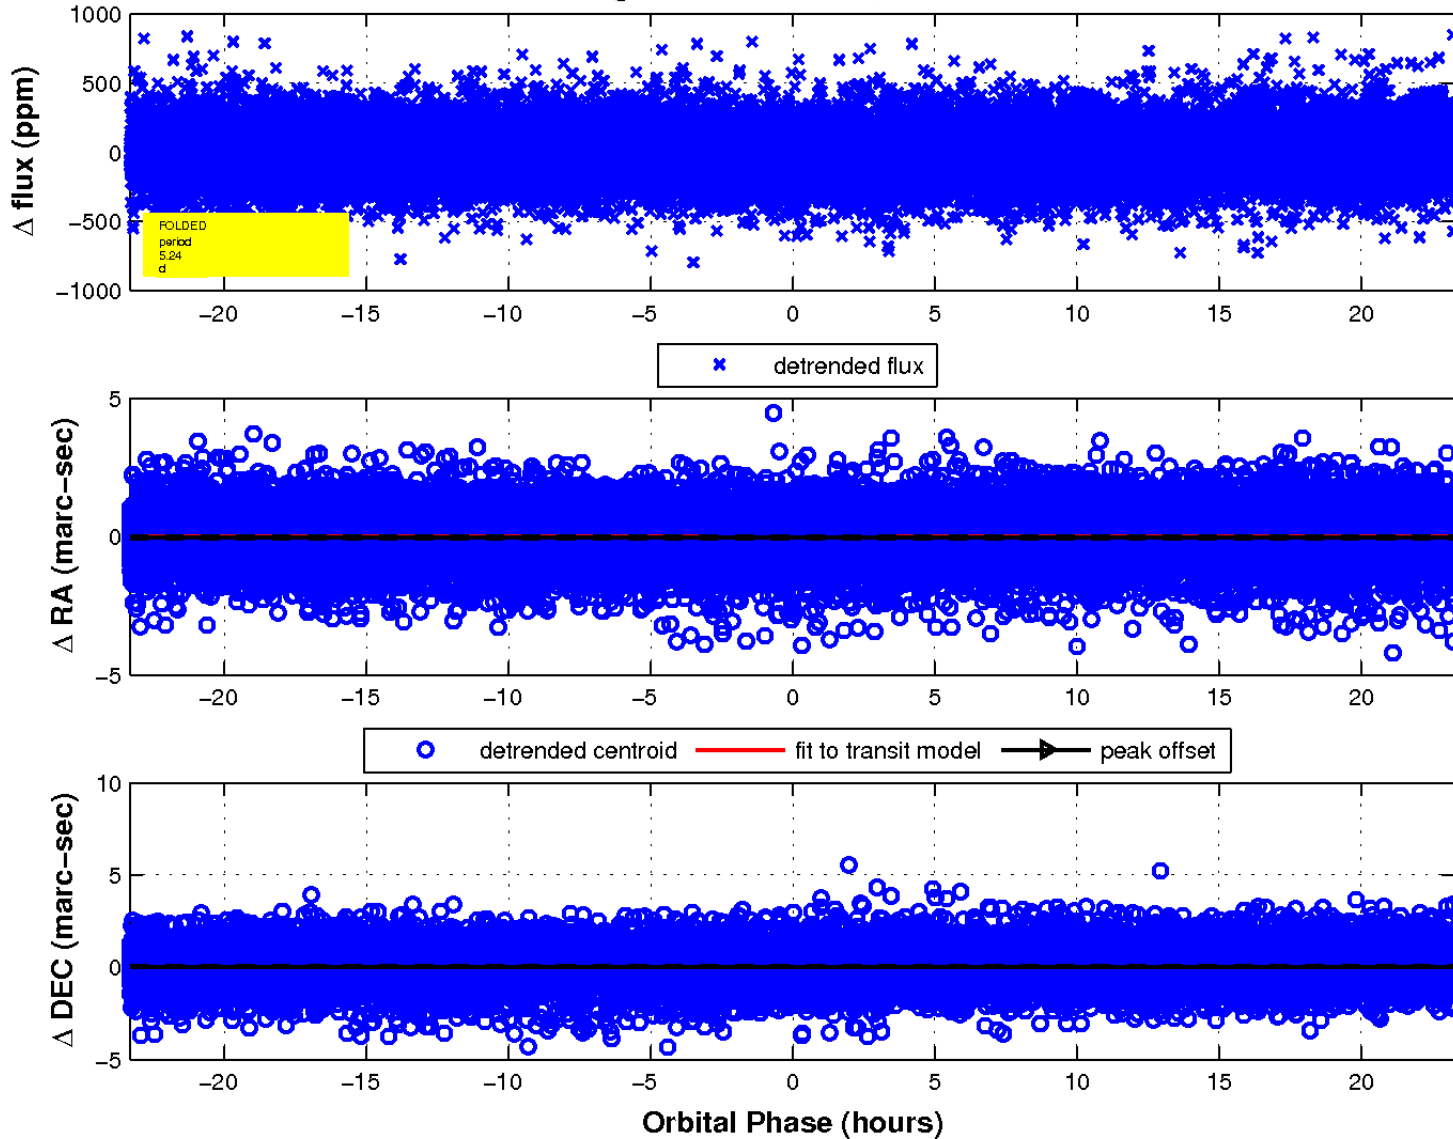 1000
500
0
−500
−1000
Δ flux (ppm)
FOLDED
period
5.24
d
−20 −15 −10 −5 0 5 10 15 20
detrended flux
5
0
−5
Δ RA (marc−sec)
−20 −15 −10 −5 0 5 10 15 20
detrended centroid fit to transit model peak offset
10
5
0
−5
Δ DEC (marc−sec)
−20 −15 −10 −5 0 5 10 15 20
Orbital Phase (hours)